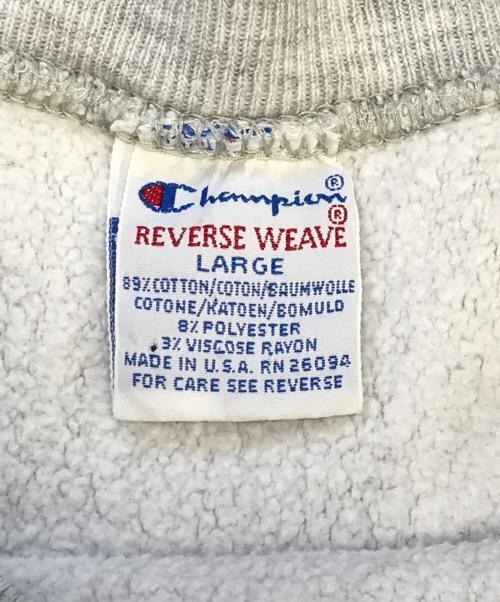 Champion®
REVERSE WEAVE®
LARGE
89% COTTON/COTON/BAUMWOLLE
COTONE/KATOEN/BOMULD
8% POLYESTER
3% VISCOSE RAYON
MADE IN U.S.A. RN 26094
FOR CARE SEE REVERSE